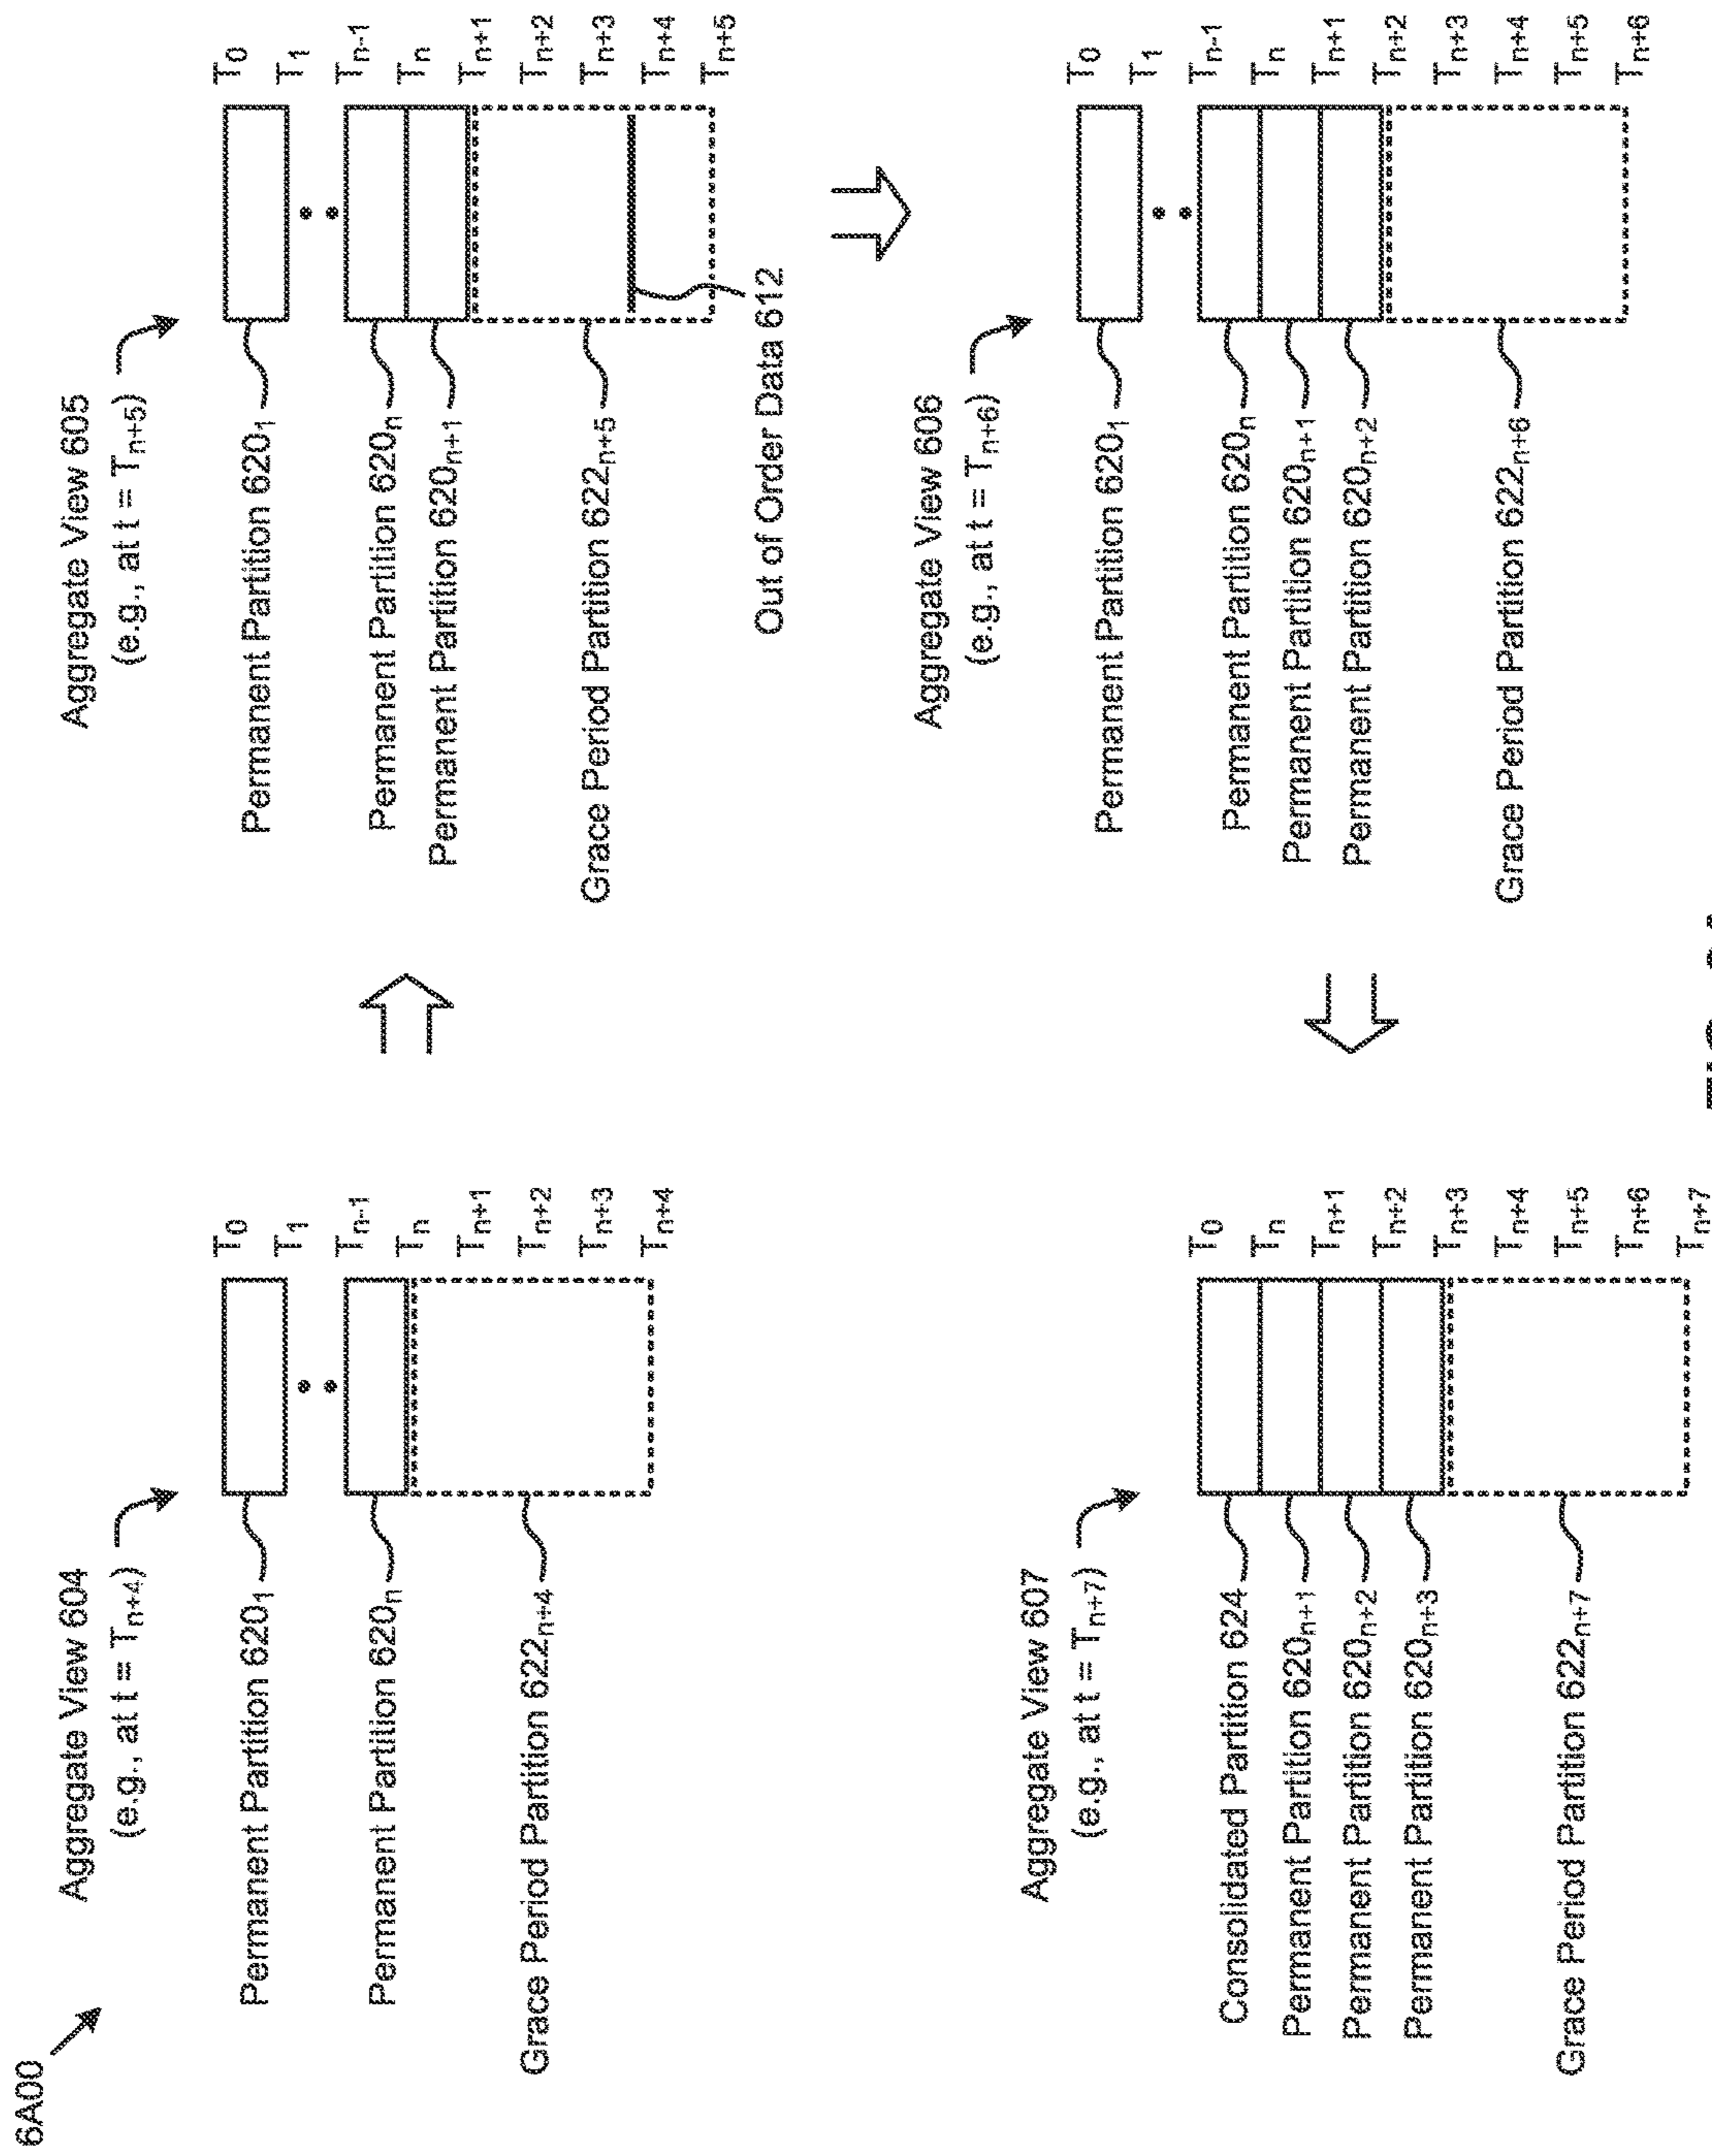 6A00
Aggregate View 604
(e.g., at t = Tn+4)
Permanent Partition 620₁
Permanent Partition 620n
Grace Period Partition 622n+4
T₀
T₁
Tn-1
Tn
Tn+1
Tn+2
Tn+3
Tn+4
Aggregate View 605
(e.g., at t = Tn+5)
Permanent Partition 620₁
Permanent Partition 620n
Permanent Partition 620n+1
Grace Period Partition 622n+5
Out of Order Data 612
T₀
T₁
Tn-1
Tn
Tn+1
Tn+2
Tn+3
Tn+4
Tn+5
Aggregate View 607
(e.g., at t = Tn+7)
Consolidated Partition 624
Permanent Partition 620n+1
Permanent Partition 620n+2
Permanent Partition 620n+3
Grace Period Partition 622n+7
T₀
Tn
Tn+1
Tn+2
Tn+3
Tn+4
Tn+5
Tn+6
Tn+7
Aggregate View 606
(e.g., at t = Tn+6)
Permanent Partition 620₁
Permanent Partition 620n
Permanent Partition 620n+1
Permanent Partition 620n+2
Grace Period Partition 622n+6
T₀
T₁
Tn-1
Tn
Tn+1
Tn+2
Tn+3
Tn+4
Tn+5
Tn+6